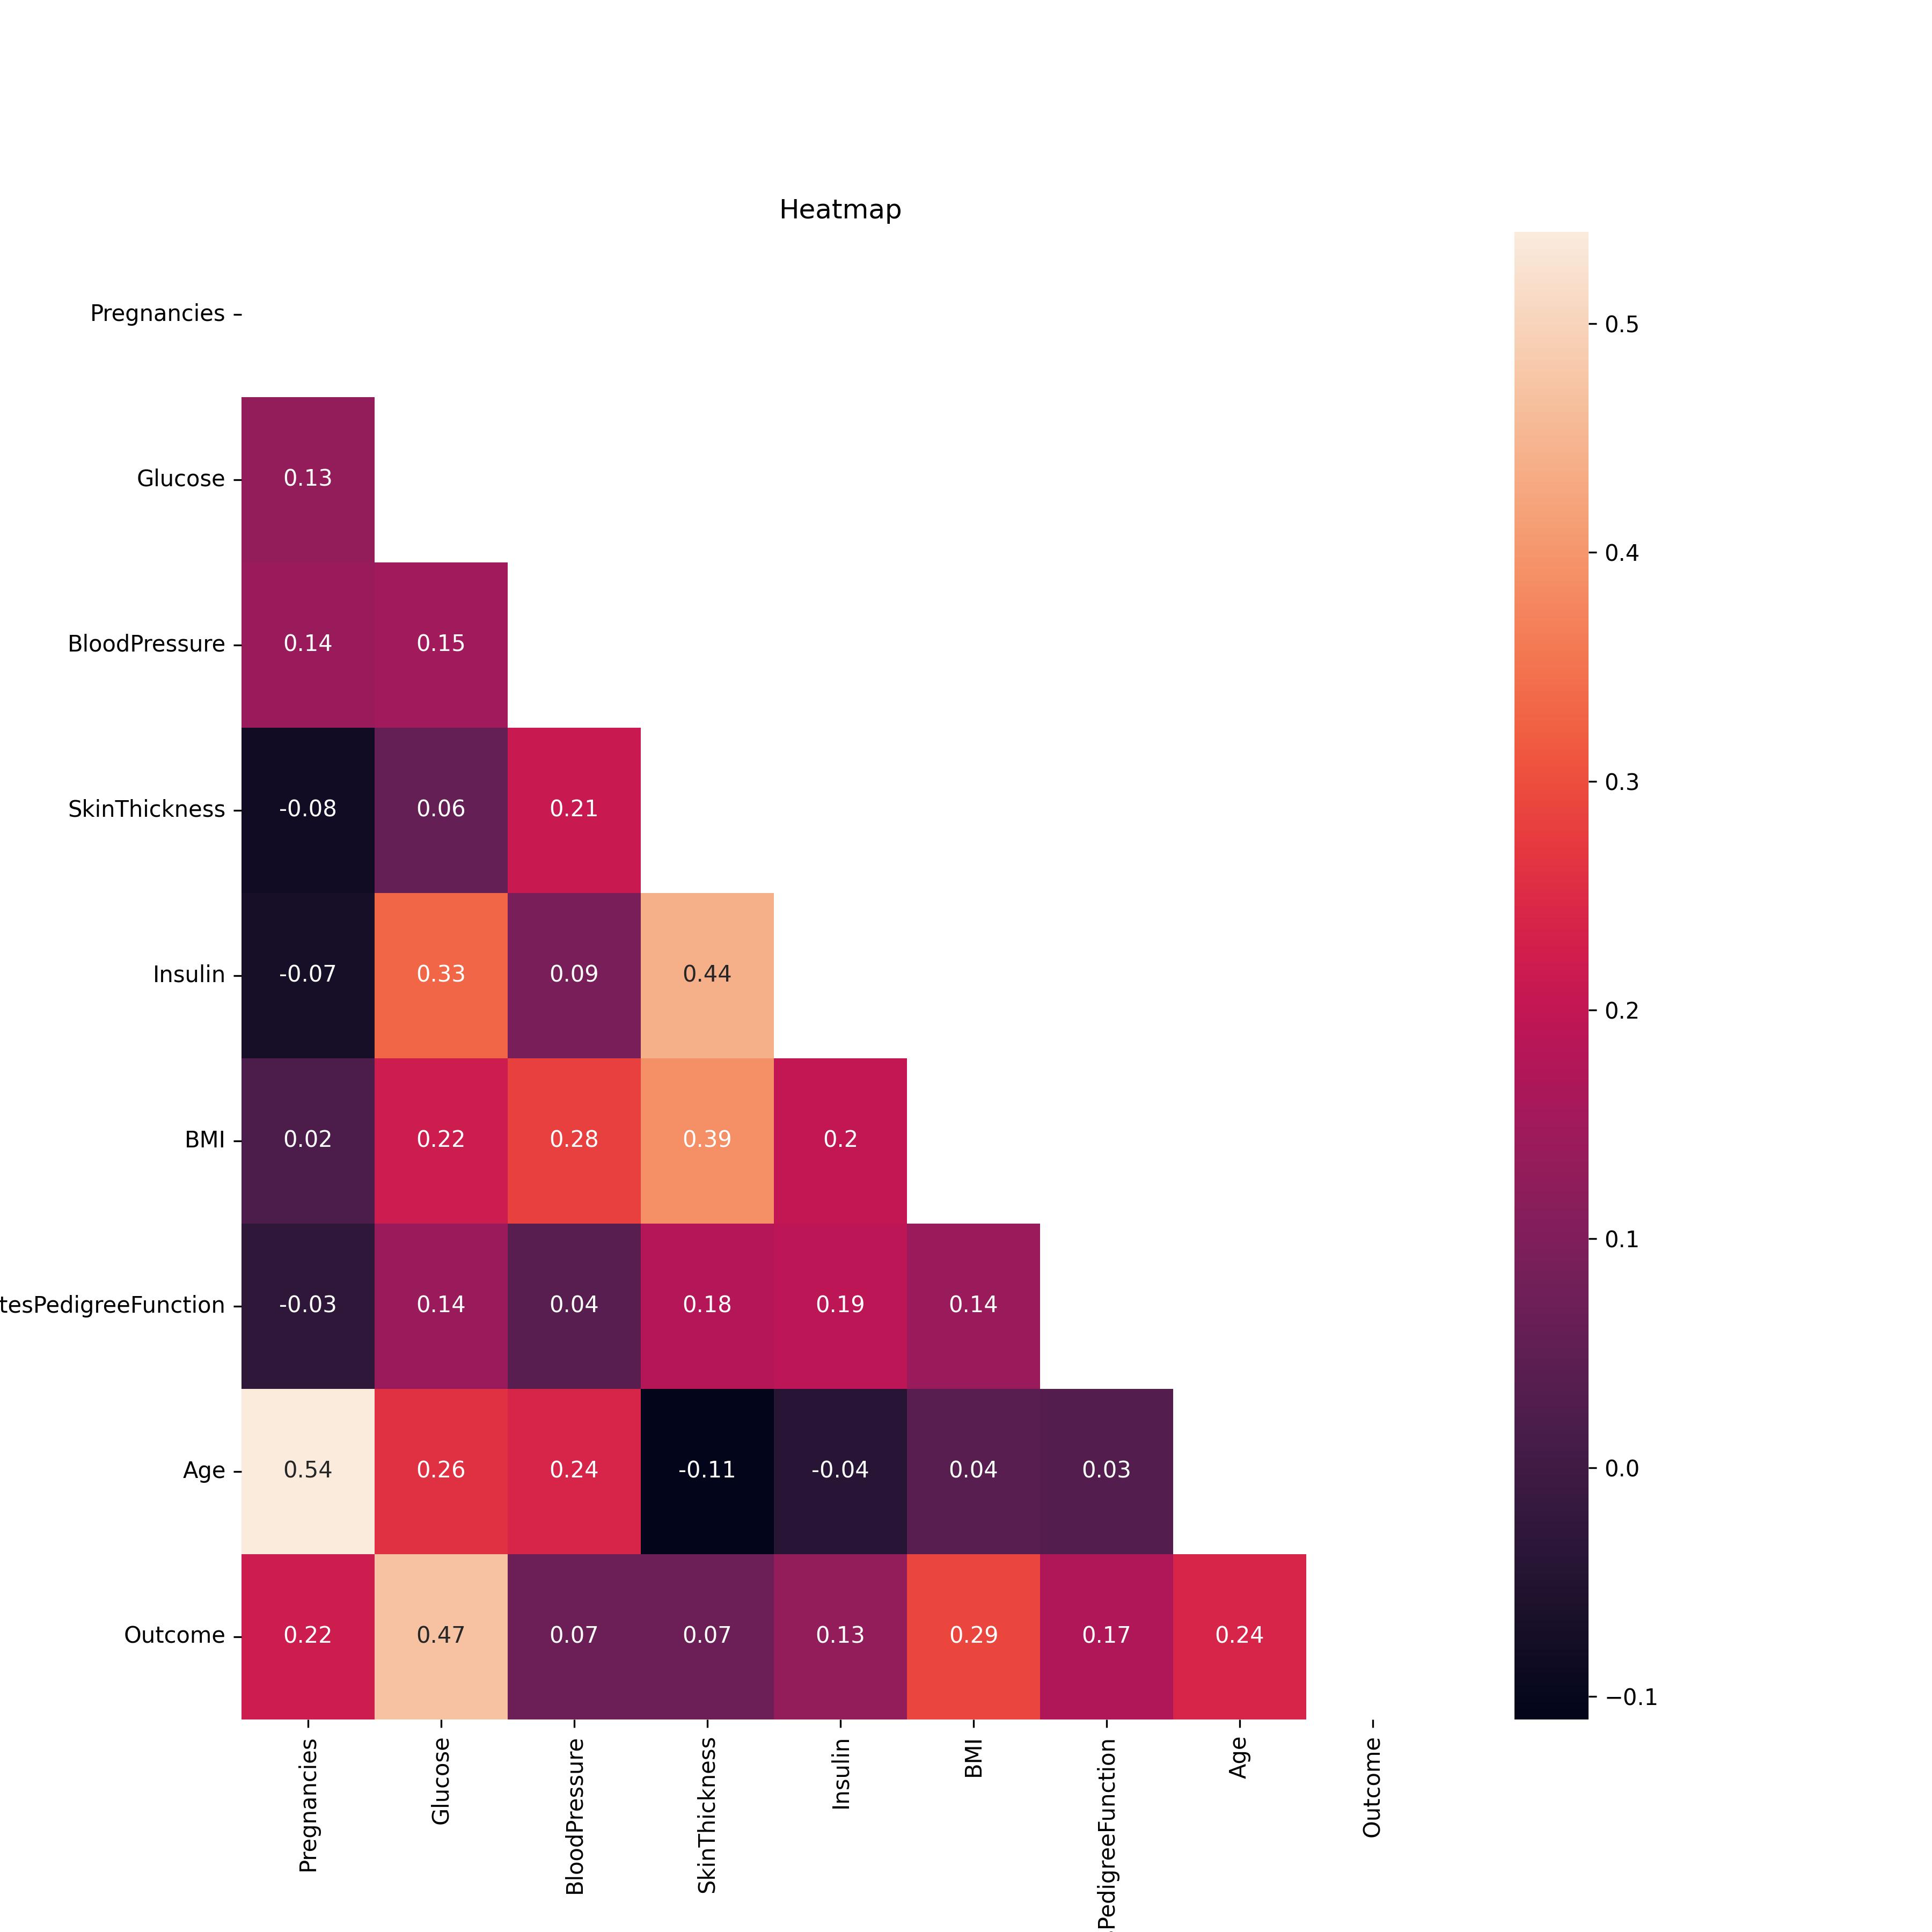 Heatmap
Pregnancies
Glucose 0.13
BloodPressure 0.14 0.15
SkinThickness -0.08 0.06 0.21
Insulin -0.07 0.33 0.09 0.44
BMI 0.02 0.22 0.28 0.39 0.2
tesPedigreeFunction -0.03 0.14 0.04 0.18 0.19 0.14
Age 0.54 0.26 0.24 -0.11 -0.04 0.04 0.03
Outcome 0.22 0.47 0.07 0.07 0.13 0.29 0.17 0.24
Pregnancies
Glucose
BloodPressure
SkinThickness
Insulin
BMI
PedigreeFunction
Age
Outcome
0.5
0.4
0.3
0.2
0.1
0.0
−0.1